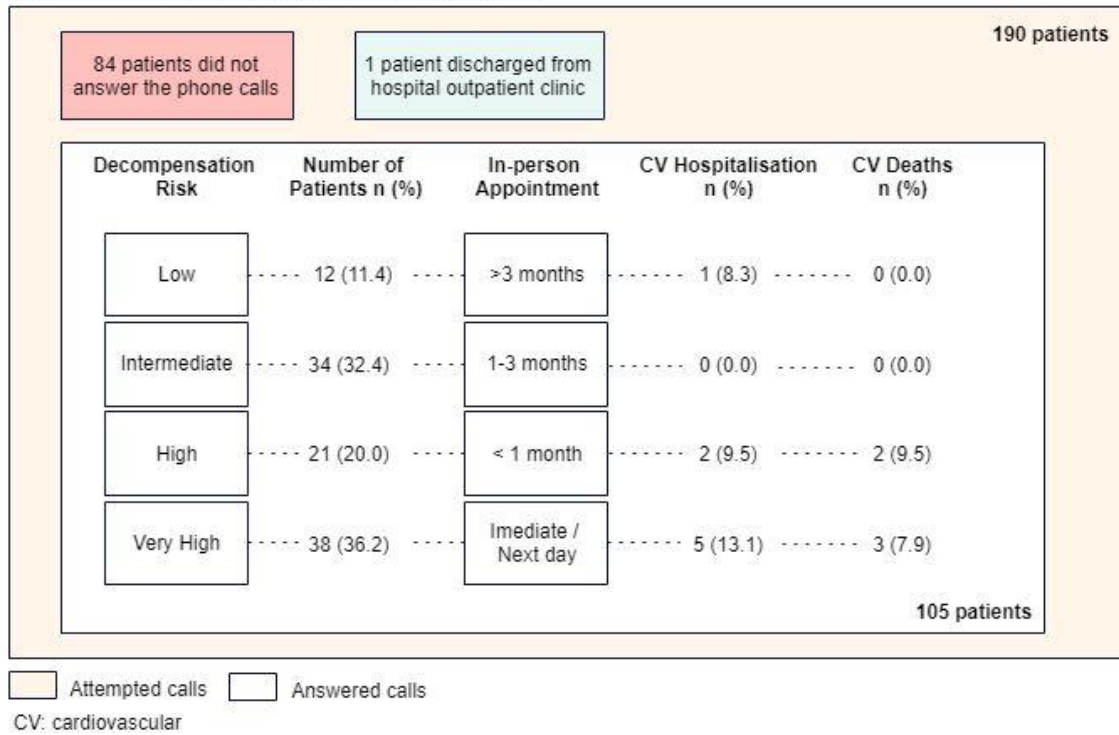 190 patients
84 patients did not
answer the phone calls
1 patient discharged from
hospital outpatient clinic
Decompensation
Risk
Number of
Patients n (%)
In-person
Appointment
CV Hospitalisation
n (%)
CV Deaths
n (%)
Low 12 (11.4) >3 months 1 (8.3) 0 (0.0)
Intermediate 34 (32.4) 1-3 months 0 (0.0) 0 (0.0)
High 21 (20.0) < 1 month 2 (9.5) 2 (9.5)
Very High 38 (36.2) Imediate /
Next day 5 (13.1) 3 (7.9)
105 patients
Attempted calls Answered calls
CV: cardiovascular